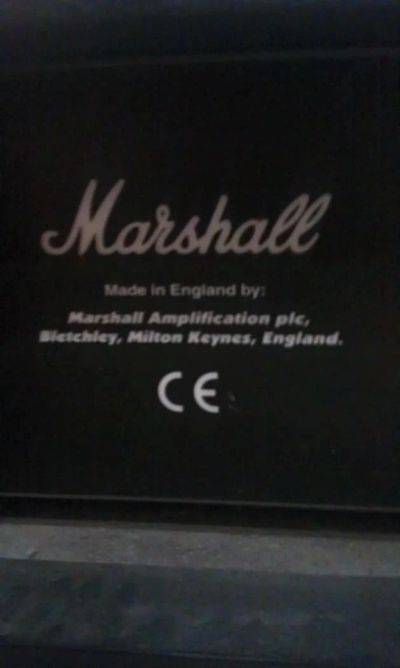 Marshall
Made in England by:
Marshall Amplification plc,
Bletchley, Milton Keynes, England.
CE